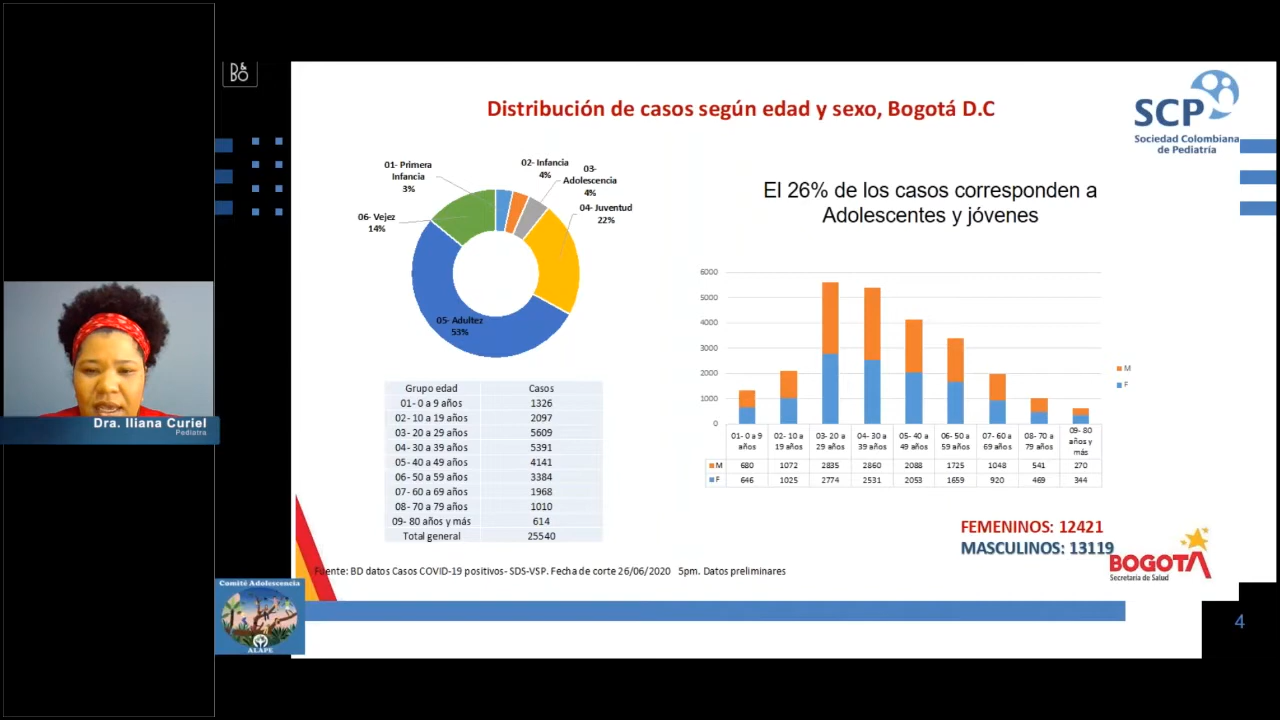 B&
BO
Distribución de casos según edad y sexo, Bogotá D.C
SCP
Sociedad Colombiana
de Pediatría
01- Primera
Infancia
3%
02- Infancia
4%
03-
Adolescencia
4%
04- Juventud
22%
06- Vejez
14%
05- Adultez
53%
El 26% de los casos corresponden a
Adolescentes y jóvenes
6000
5000
4000
3000
2000
1000
0
M
F
01- 0 a 9 años
02- 10 a 19 años
03- 20 a 29 años
04- 30 a 39 años
05- 40 a 49 años
06- 50 a 59 años
07- 60 a 69 años
08- 70 a 79 años
09- 80 años y más
M 680 1072 2835 2860 2088 1725 1048 541 270
F 646 1025 2774 2531 2053 1659 920 469 344
Grupo edad Casos
01- 0 a 9 años 1326
02- 10 a 19 años 2097
03- 20 a 29 años 5609
04- 30 a 39 años 5391
05- 40 a 49 años 4141
06- 50 a 59 años 3384
07- 60 a 69 años 1968
08- 70 a 79 años 1010
09- 80 años y más 614
Total general 25540
Dra. Iliana Curiel
Pediatra
FEMENINOS: 12421
MASCULINOS: 13119
BOGOTÁ
Secretaría de Salud
Fuente: BD datos Casos COVID-19 positivos- SDS-VSP. Fecha de corte 26/06/2020 5pm. Datos preliminares
Comité Adolescencia
ALAPE
4